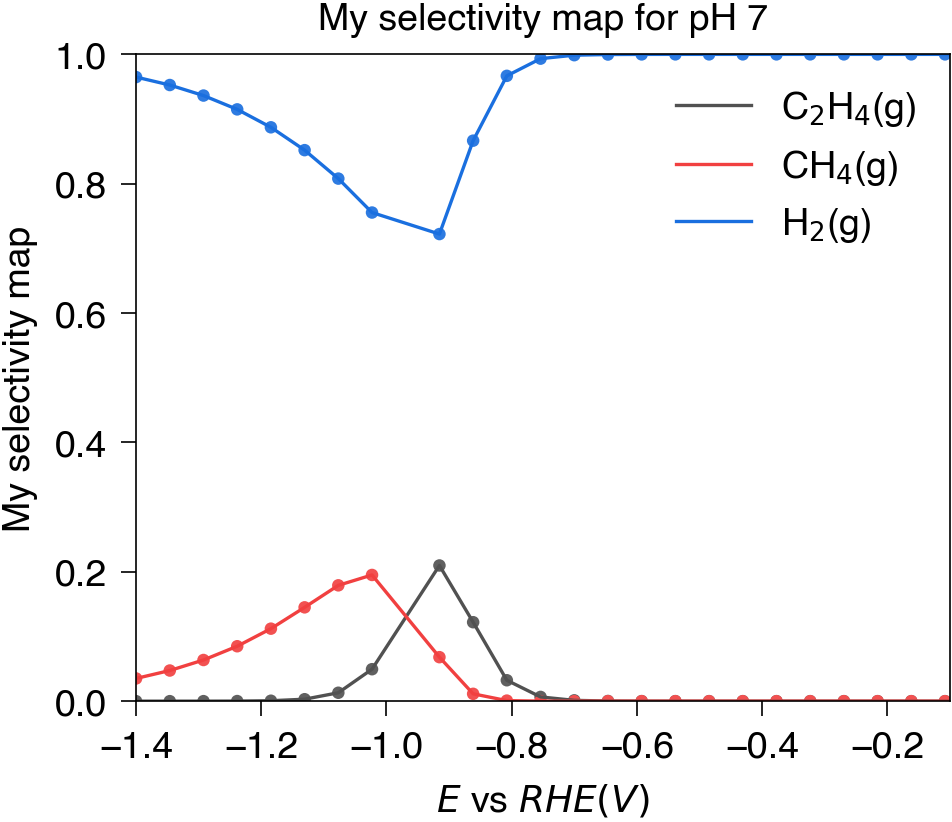 My selectivity map for pH 7
My selectivity map
1.0
0.8
0.6
0.4
0.2
0.0
C₂H₄(g)
CH₄(g)
H₂(g)
−1.4 −1.2 −1.0 −0.8 −0.6 −0.4 −0.2
E vs RHE(V)